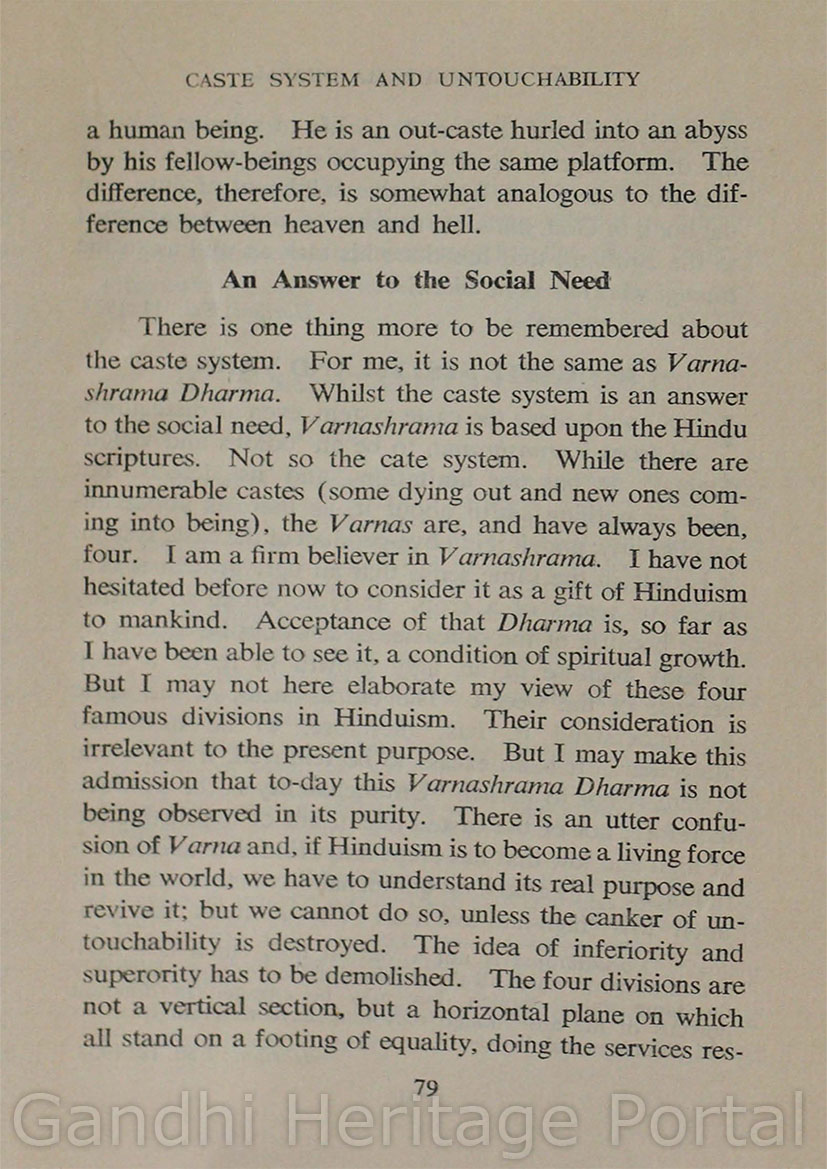 CASTE SYSTEM AND UNTOUCHABILITY
a human being. He is an out-caste hurled into an abyss
by his fellow-beings occupying the same platform. The
difference, therefore, is somewhat analogous to the dif-
ference between heaven and hell.
An Answer to the Social Need
There is one thing more to be remembered about
the caste system. For me, it is not the same as Varna-
shrama Dharma. Whilst the caste system is an answer
to the social need, Varnashrama is based upon the Hindu
scriptures. Not so the cate system. While there are
innumerable castes (some dying out and new ones com-
ing into being), the Varnas are, and have always been,
four. I am a firm believer in Varnashrama. I have not
hesitated before now to consider it as a gift of Hinduism
to mankind. Acceptance of that Dharma is, so far as
I have been able to see it, a condition of spiritual growth.
But I may not here elaborate my view of these four
famous divisions in Hinduism. Their consideration is
irrelevant to the present purpose. But I may make this
admission that to-day this Varnashrama Dharma is not
being observed in its purity. There is an utter confu-
sion of Varna and, if Hinduism is to become a living force
in the world, we have to understand its real purpose and
revive it; but we cannot do so, unless the canker of un-
touchability is destroyed. The idea of inferiority and
superority has to be demolished. The four divisions are
not a vertical section, but a horizontal plane on which
all stand on a footing of equality, doing the services res-
79
Gandhi Heritage Portal